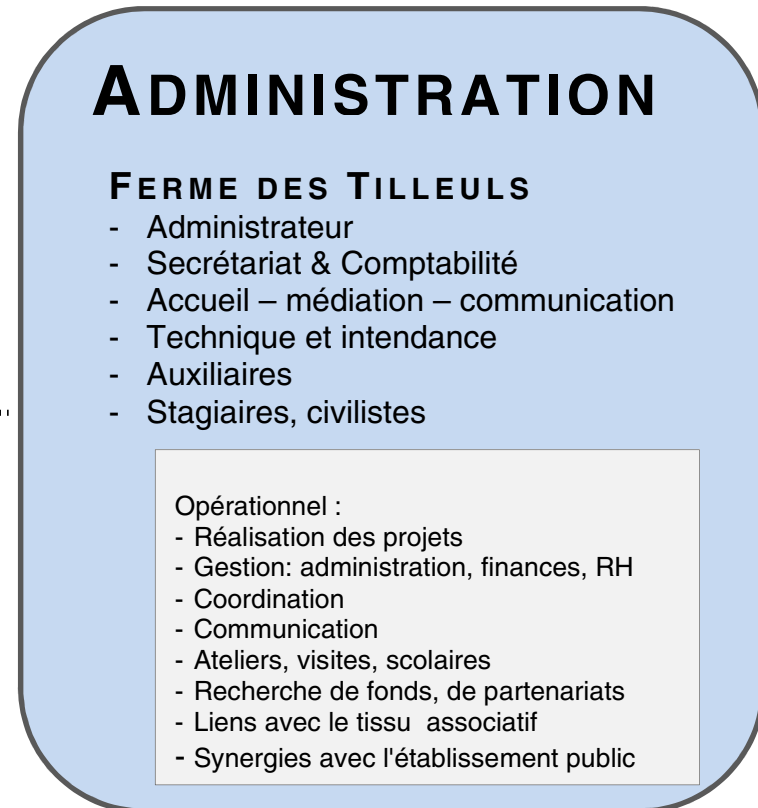 ADMINISTRATION
FERME DES TILLEULS
- Administrateur
- Secrétariat & Comptabilité
- Accueil – médiation – communication
- Technique et intendance
- Auxiliaires
- Stagiaires, civilistes
Opérationnel :
- Réalisation des projets
- Gestion: administration, finances, RH
- Coordination
- Communication
- Ateliers, visites, scolaires
- Recherche de fonds, de partenariats
- Liens avec le tissu  associatif
- Synergies avec l'établissement public